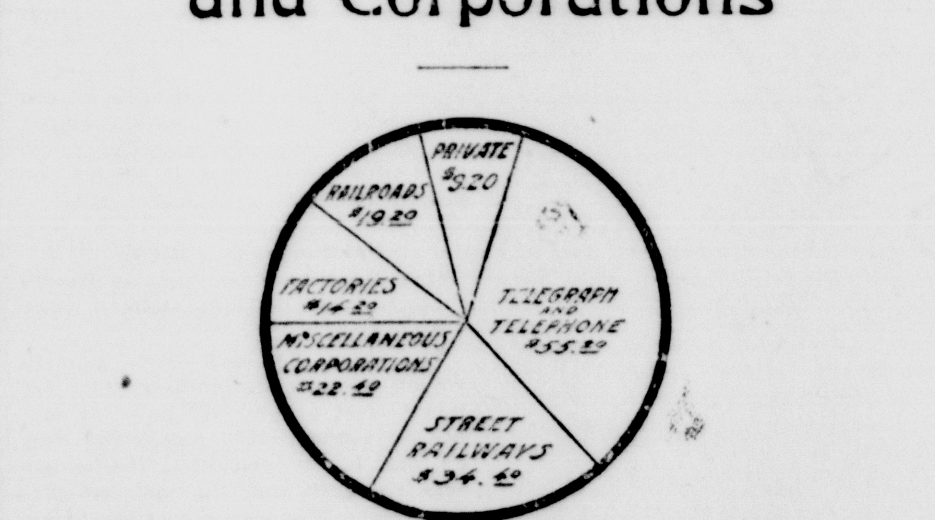 and Corporations
PRIVATE
$9.20
RAILROADS
$19.20
FACTORIES
$14.20
MISCELLANEOUS
CORPORATIONS
$22.40
TELEGRAPH
AND
TELEPHONE
$55.20
STREET
RAILWAYS
$34.40